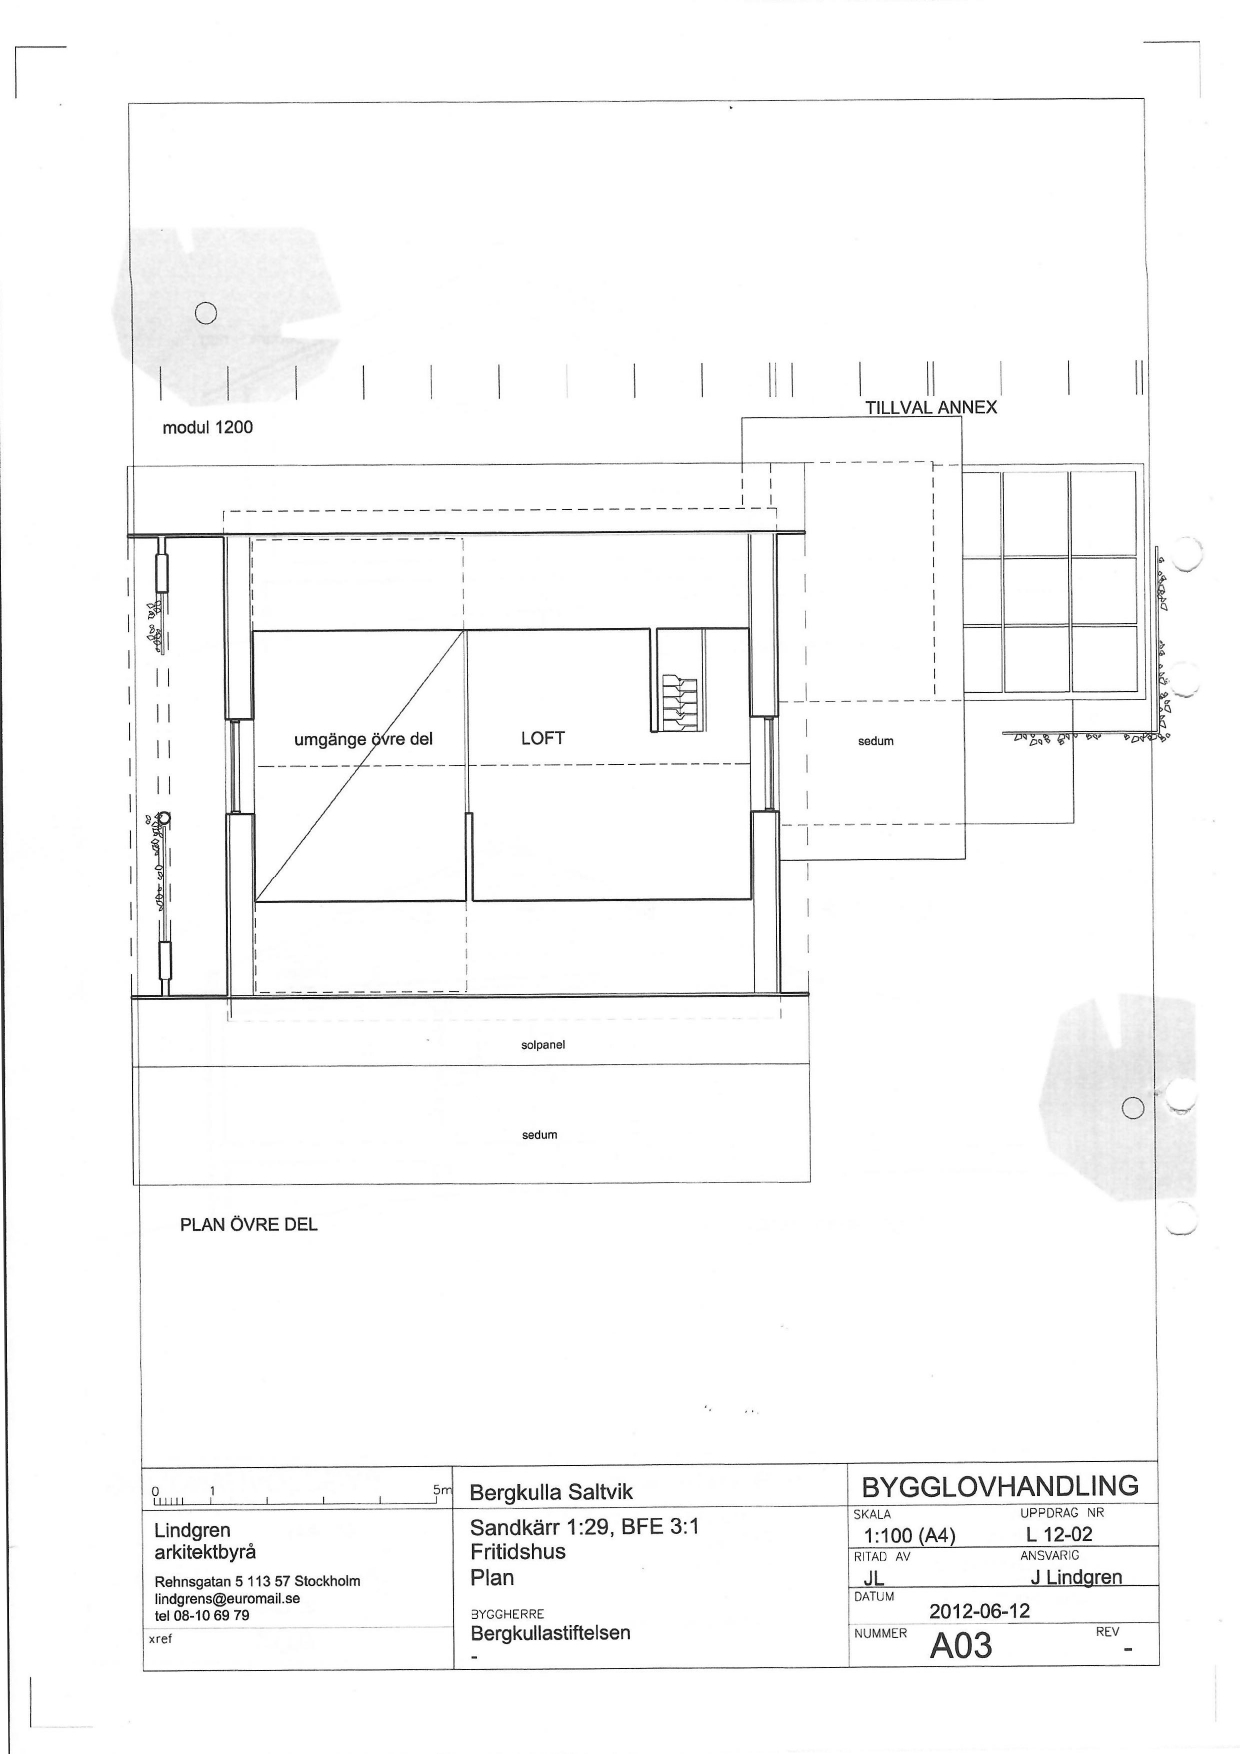 TILLVAL ANNEX
modul 1200
umgänge övre del
LOFT
sedum
solpanel
sedum
PLAN ÖVRE DEL
0 1 5m
Lindgren
arkitektbyrå
Rehnsgatan 5 113 57 Stockholm
lindgrens@euromail.se
tel 08-10 69 79
xref
Bergkulla Saltvik
Sandkärr 1:29, BFE 3:1
Fritidshus
Plan
BYGGHERRE
Bergkullastiftelsen
-
BYGGLOVHANDLING
SKALA UPPDRAG NR
1:100 (A4) L 12-02
RITAD AV ANSVARIG
JL J Lindgren
DATUM
2012-06-12
NUMMER A03 REV
-